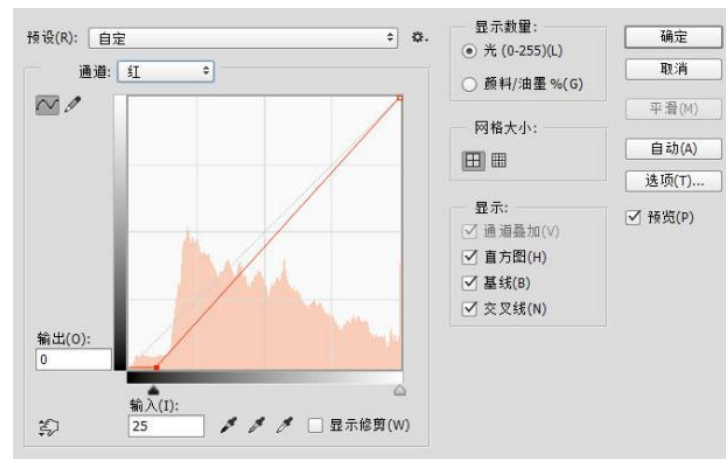 预设(R): 自定
通道: 红
输出(O):
0
输入(I):
25
显示修剪(W)
显示数量:
光 (0-255)(L)
颜料/油墨 %(G)
网格大小:
显示:
通道叠加(V)
直方图(H)
基线(B)
交叉线(N)
确定
取消
平滑(M)
自动(A)
选项(T)...
预览(P)